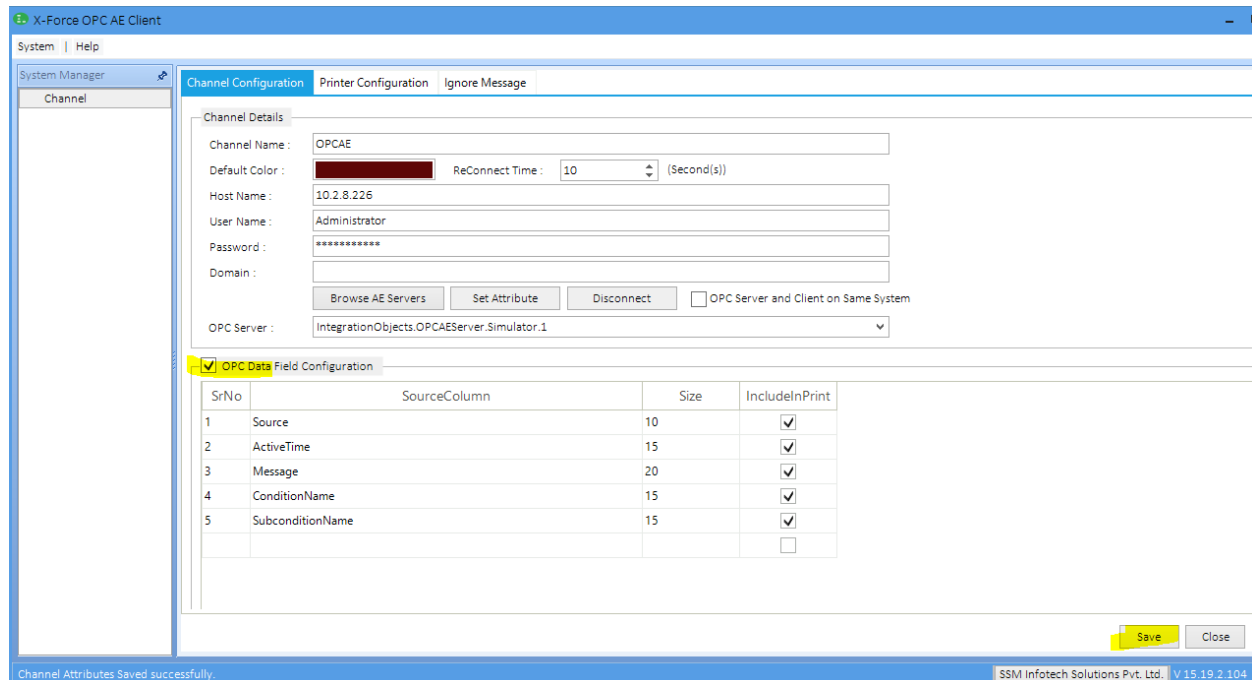 X-Force OPC AE Client
System | Help
System Manager
Channel
Channel Configuration Printer Configuration Ignore Message
Channel Details
Channel Name : OPCAE
Default Color : ReConnect Time : 10 (Second(s))
Host Name : 10.2.8.226
User Name : Administrator
Password : ***********
Domain :
Browse AE Servers Set Attribute Disconnect OPC Server and Client on Same System
OPC Server : IntegrationObjects.OPCAEServer.Simulator.1
OPC Data Field Configuration
SrNo SourceColumn Size IncludeInPrint
1 Source 10
2 ActiveTime 15
3 Message 20
4 ConditionName 15
5 SubconditionName 15
Save Close
Channel Attributes Saved successfully. SSM Infotech Solutions Pvt. Ltd. V 15.19.2.104